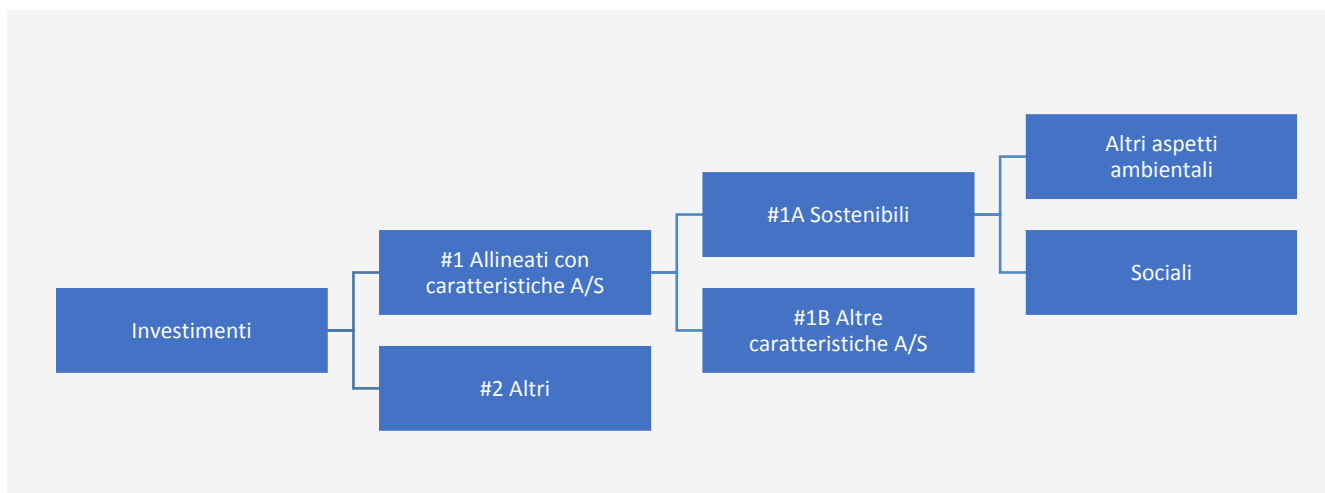 Investimenti
#1 Allineati con
caratteristiche A/S
#2 Altri
#1A Sostenibili
#1B Altre
caratteristiche A/S
Altri aspetti
ambientali
Sociali